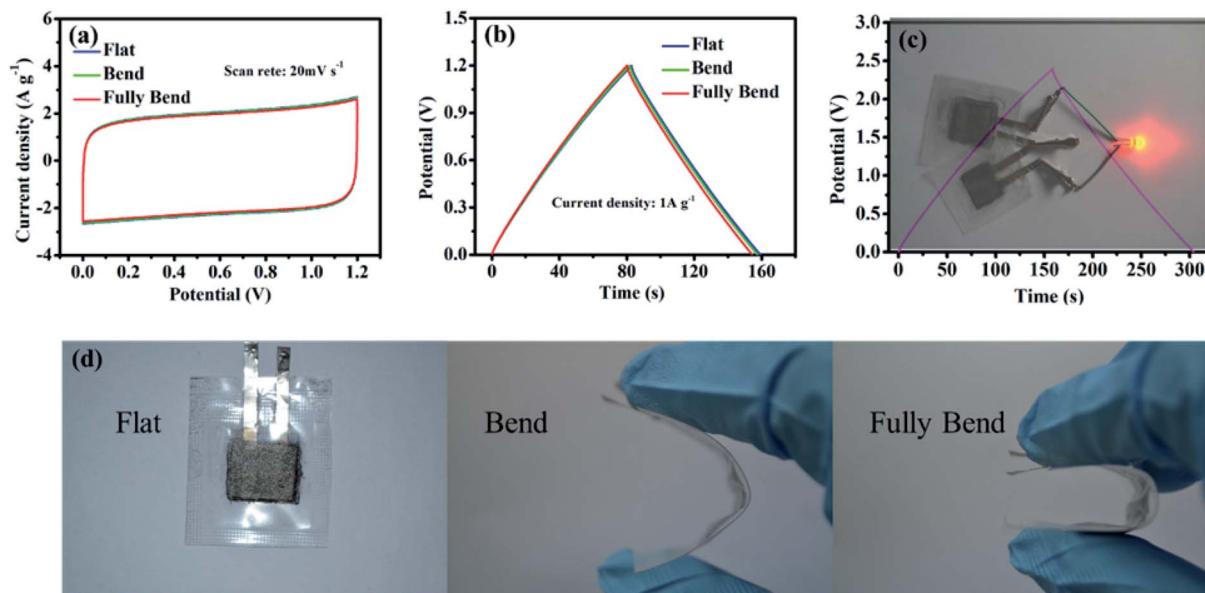 (a)
Flat
Bend
Fully Bend
Scan rete: 20mV s⁻¹
Current density (A g⁻¹)
6
4
2
0
-2
-4
0.0 0.2 0.4 0.6 0.8 1.0 1.2
Potential (V)
(b)
Flat
Bend
Fully Bend
Current density: 1A g⁻¹
Potential (V)
1.5
1.2
0.9
0.6
0.3
0.0
0 40 80 120 160
Time (s)
(c)
Potential (V)
3.0
2.5
2.0
1.5
1.0
0.5
0.0
0 50 100 150 200 250 300
Time (s)
(d)
Flat
Bend
Fully Bend